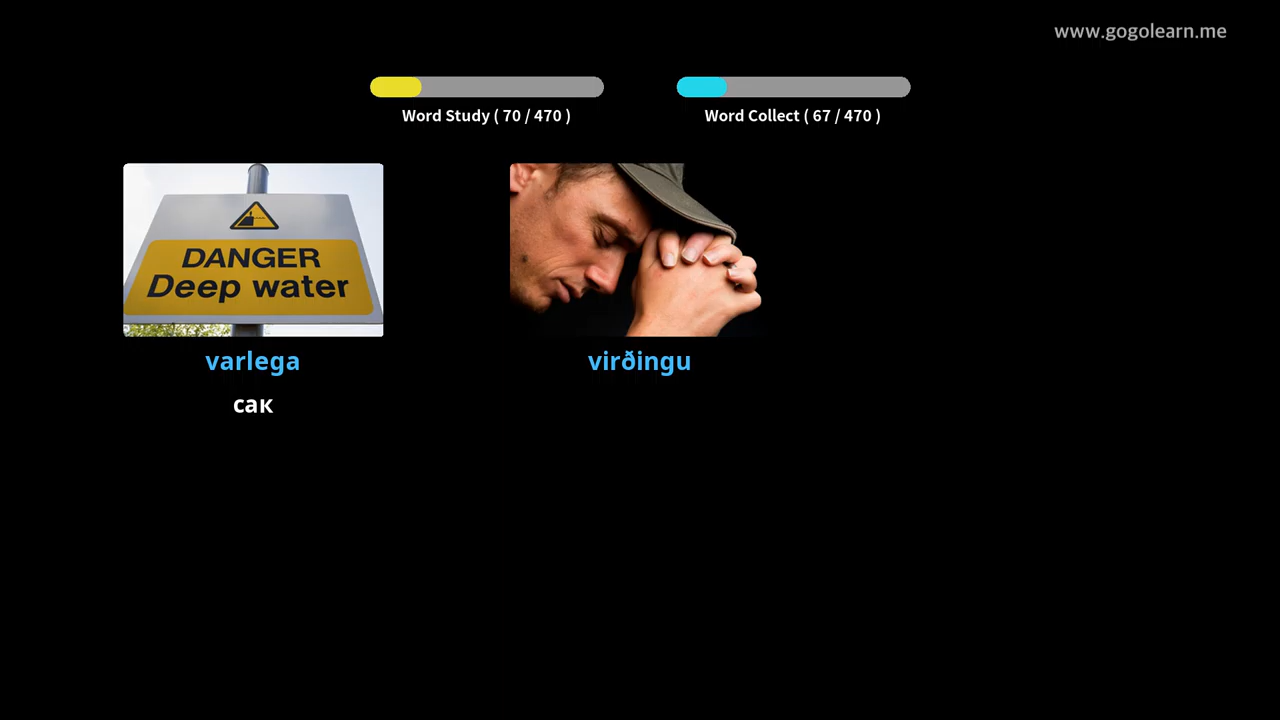 www.gogolearn.me
Word Study ( 70 / 470 )
Word Collect ( 67 / 470 )
DANGER
Deep water
varlega
сак
virðingu